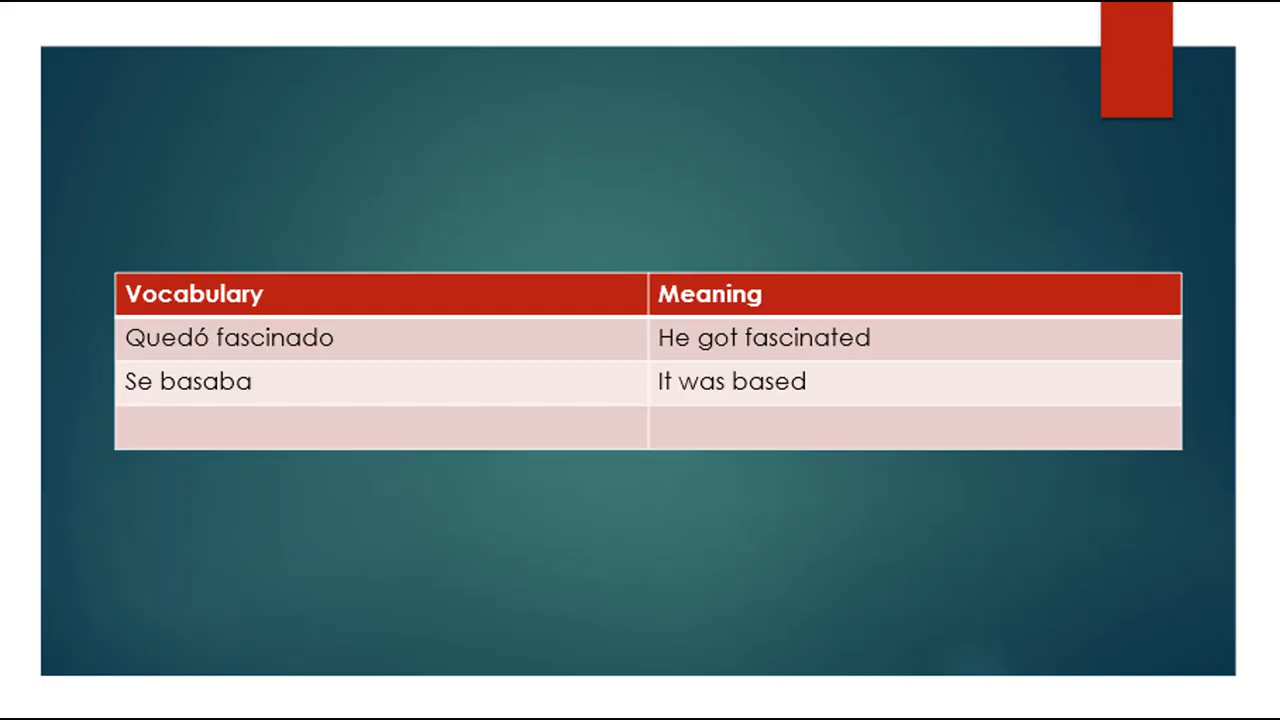 Vocabulary Meaning
Quedó fascinado He got fascinated
Se basaba It was based